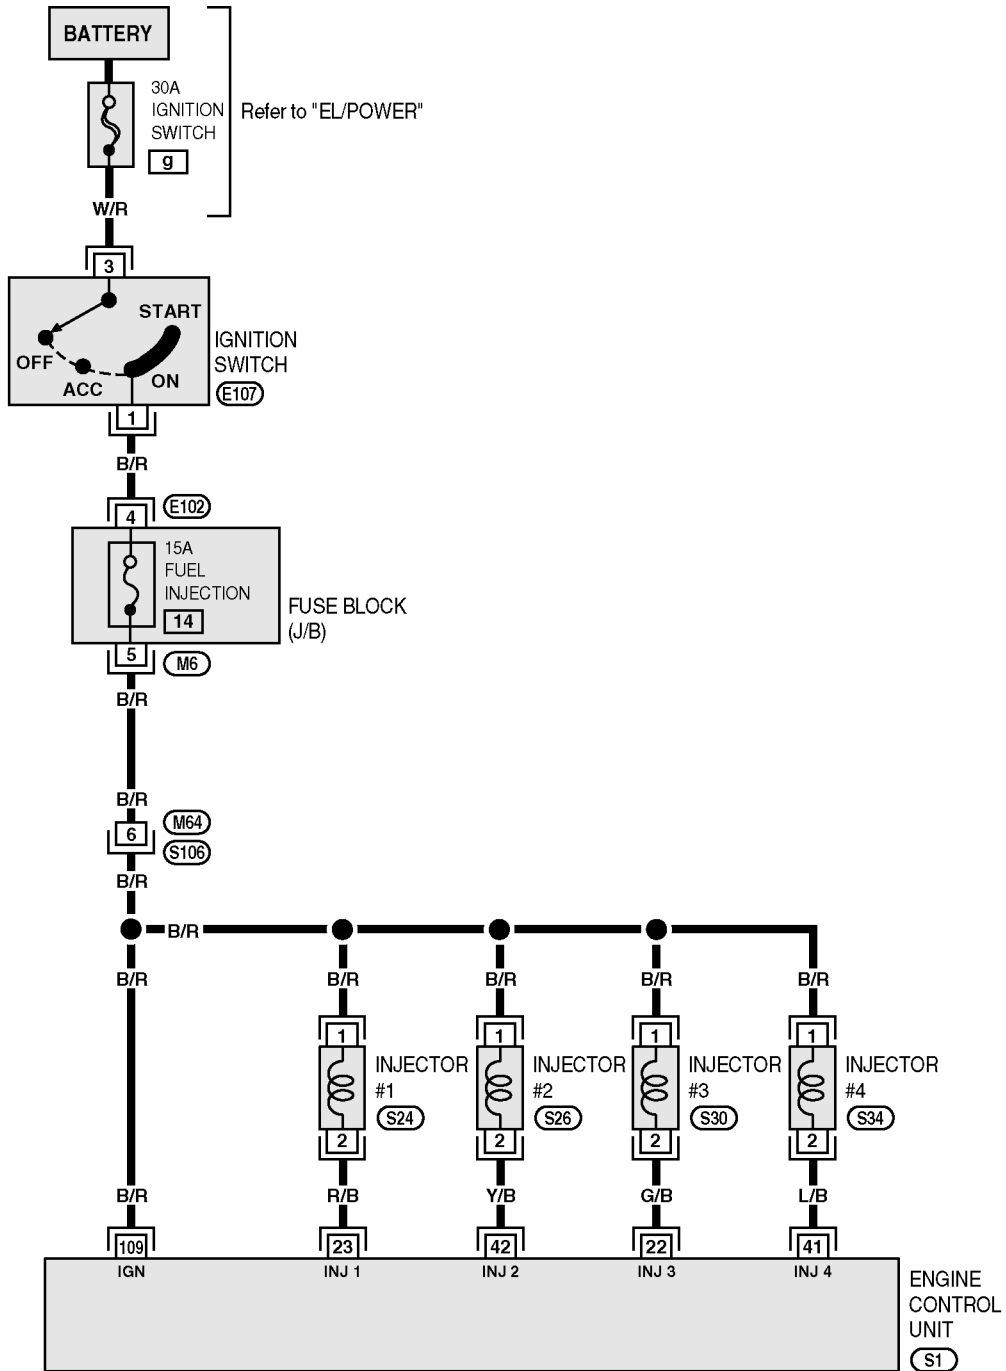 BATTERY
30A
IGNITION
SWITCH
g
Refer to "EL/POWER"
W/R
3
START
OFF
ACC
ON
IGNITION
SWITCH
E107
1
B/R
4
E102
15A
FUEL
INJECTION
14
FUSE BLOCK
(J/B)
5
M6
B/R
B/R
6
M64
S106
B/R
B/R
B/R B/R B/R B/R B/R
1 1 1 1
INJECTOR
#1
S24
INJECTOR
#2
S26
INJECTOR
#3
S30
INJECTOR
#4
S34
2 2 2 2
B/R R/B Y/B G/B L/B
109 23 42 22 41
IGN INJ 1 INJ 2 INJ 3 INJ 4
ENGINE
CONTROL
UNIT
S1